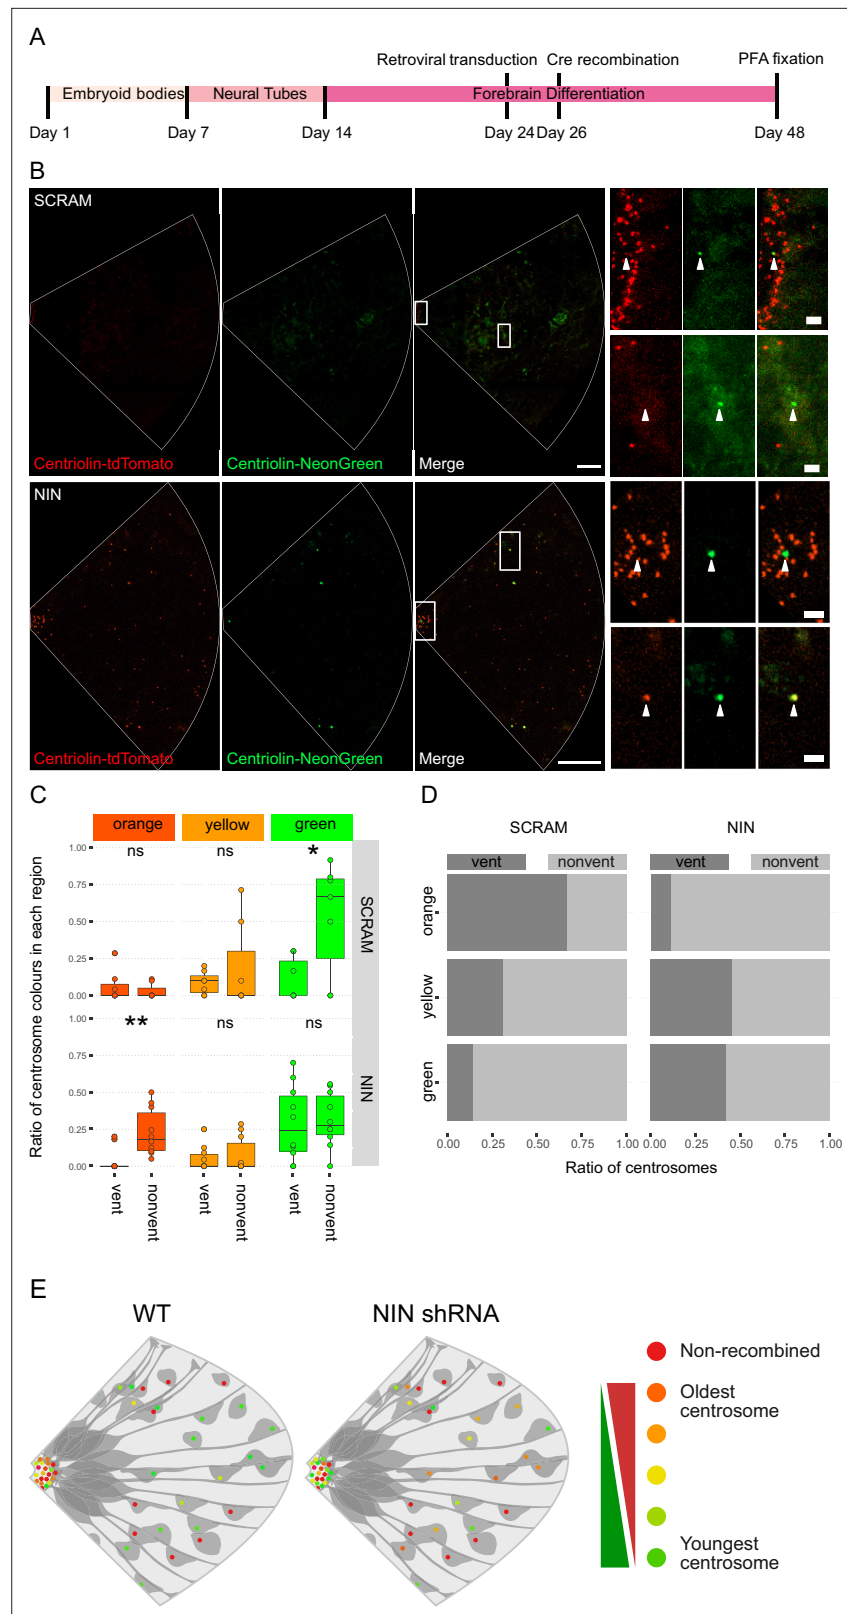 A
Retroviral transduction Cre recombination PFA fixation
Embryoid bodies Neural Tubes Forebrain Differentiation
Day 1 Day 7 Day 14 Day 24 Day 26 Day 48
B
SCRAM
Centriolin-tdTomato Centriolin-NeonGreen Merge
NIN
Centriolin-tdTomato Centriolin-NeonGreen Merge
C
orange yellow green
ns ns *
1.00
0.75
0.50
0.25
0.00
SCRAM
** ns ns
1.00
0.75
0.50
0.25
0.00
NIN
Ratio of centrosome colours in each region
vent nonvent vent nonvent vent nonvent
D
SCRAM NIN
vent nonvent vent nonvent
orange
yellow
green
0.00 0.25 0.50 0.75 1.00 0.00 0.25 0.50 0.75 1.00
Ratio of centrosomes
E
WT NIN shRNA
Non-recombined
Oldest
centrosome
Youngest
centrosome